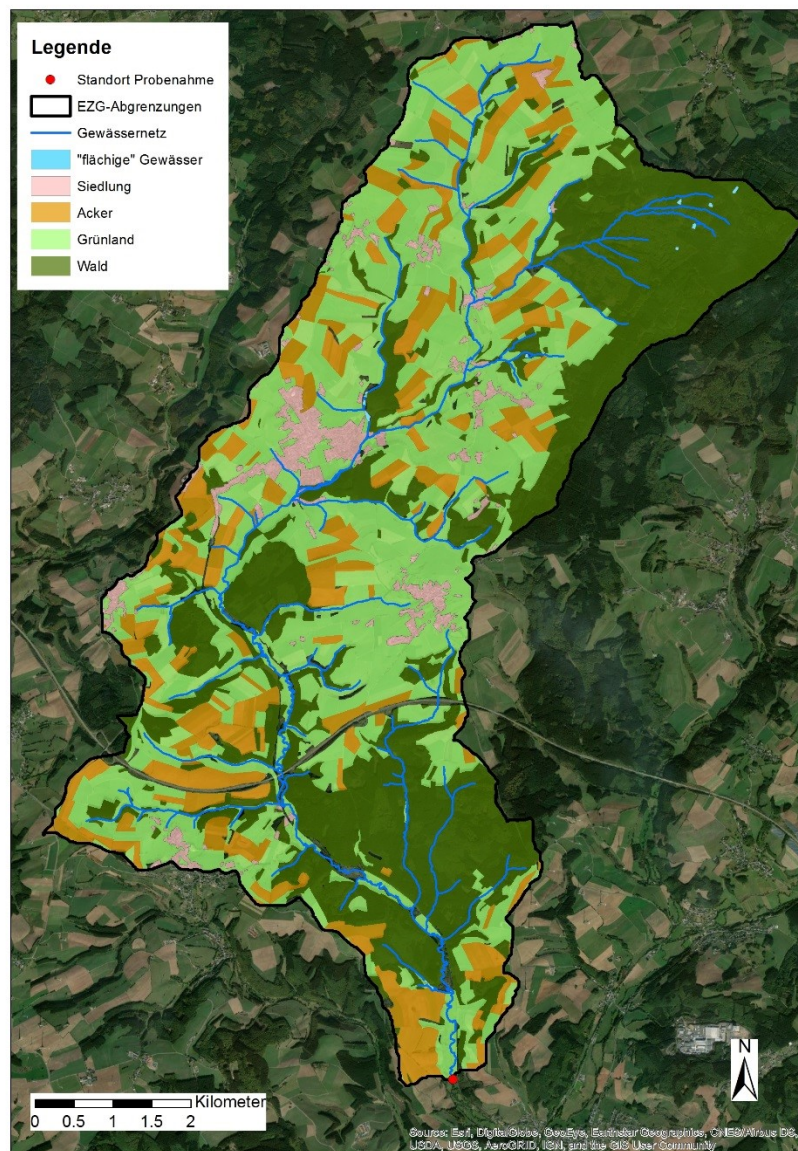 Legende
Standort Probenahme
EZG-Abgrenzungen
Gewässernetz
"flächige" Gewässer
Siedlung
Acker
Grünland
Wald
N
Kilometer
0 0.5 1 1.5 2
Source: Esri, DigitalGlobe, GeoEye, Earthstar Geographics, CNES/Airbus DS,
USDA, USGS, AeroGRID, IGN, and the GIS User Community